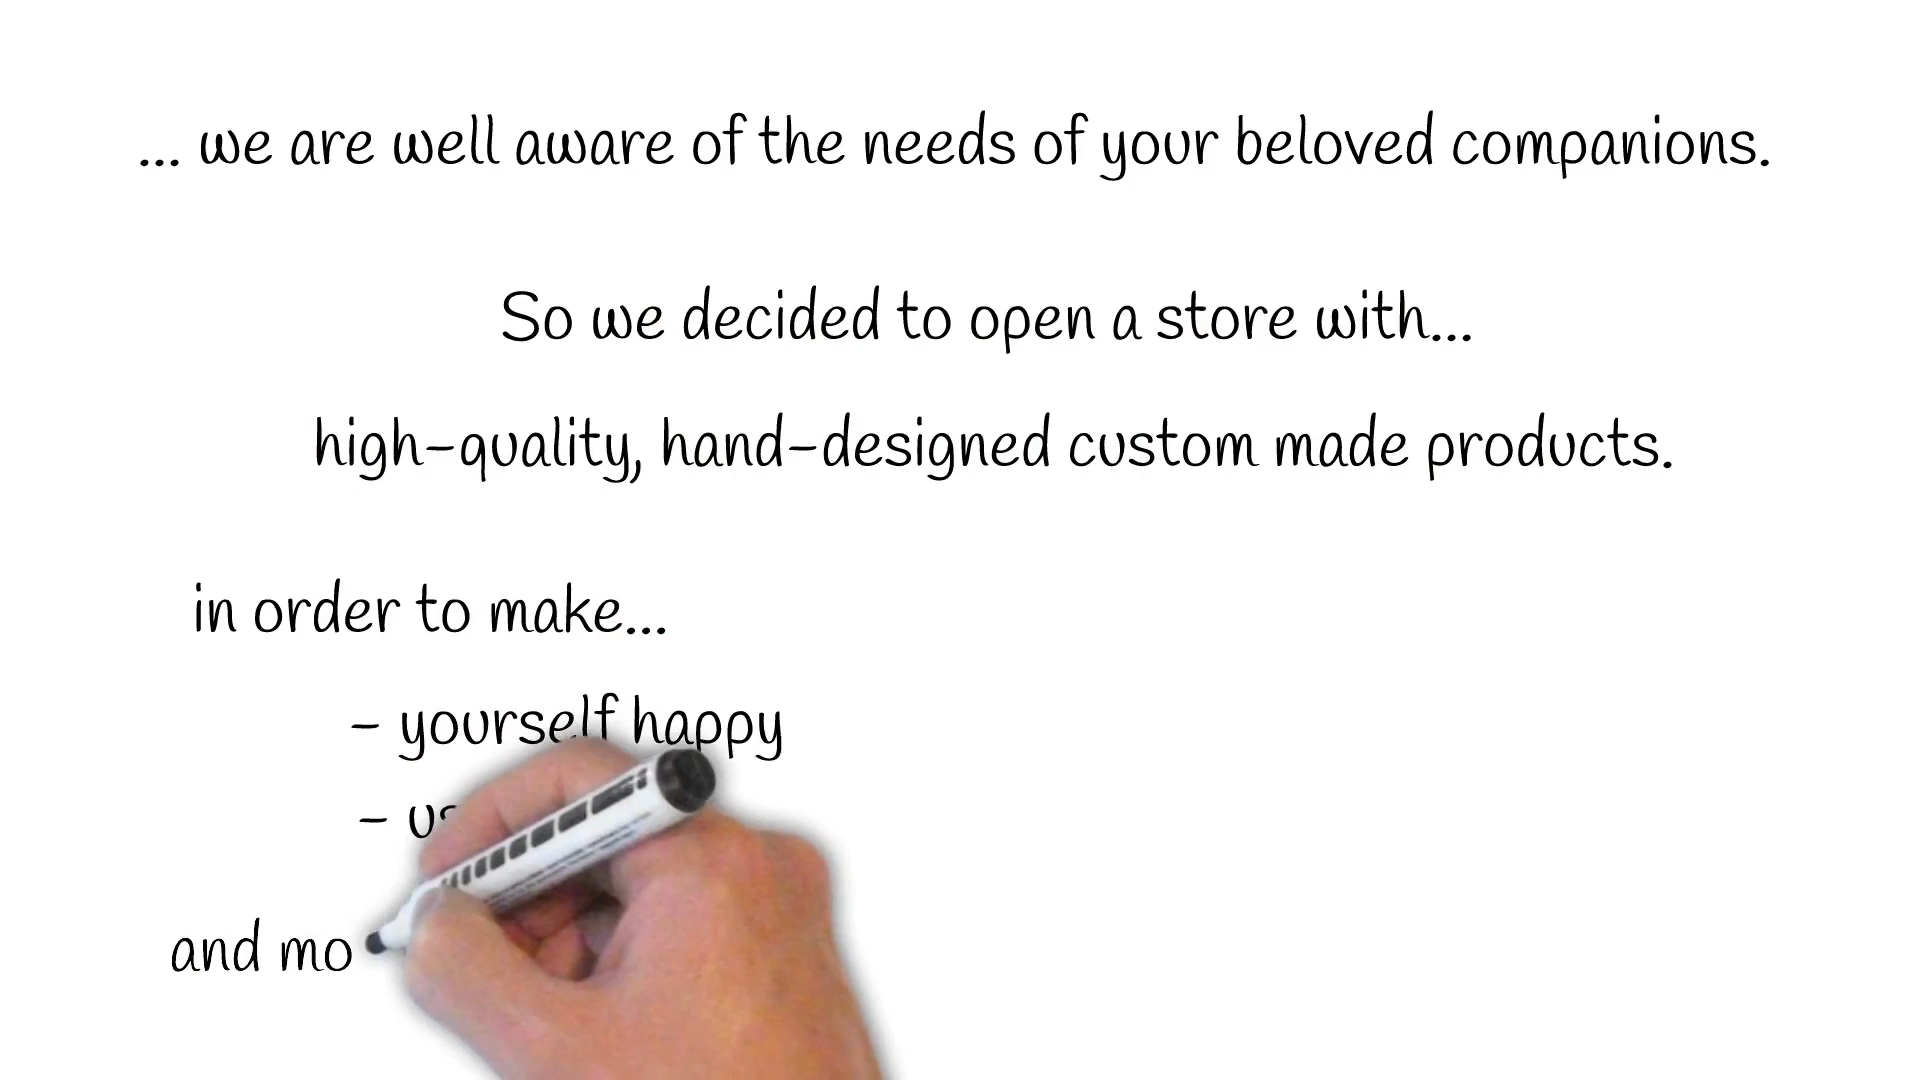 ... we are well aware of the needs of your beloved companions.
So we decided to open a store with...
high-quality, hand-designed custom made products.
in order to make...
- yourself happy
- us
and mo